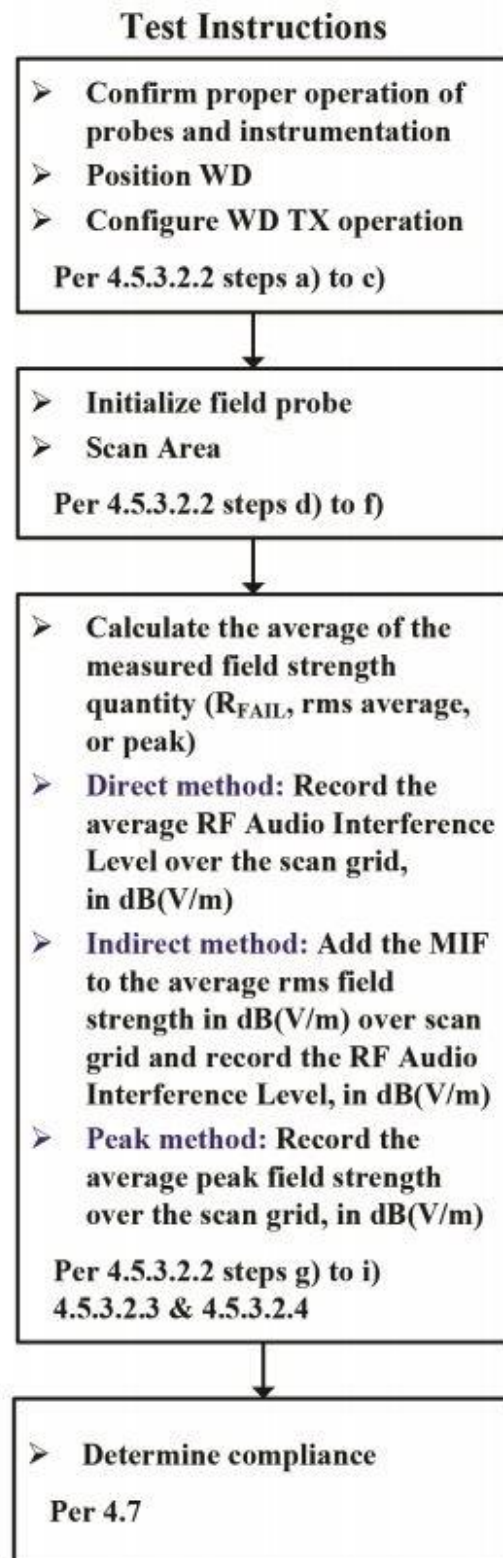 Test Instructions
➢ Confirm proper operation of
probes and instrumentation
➢ Position WD
➢ Configure WD TX operation
Per 4.5.3.2.2 steps a) to c)
➢ Initialize field probe
➢ Scan Area
Per 4.5.3.2.2 steps d) to f)
➢ Calculate the average of the
measured field strength
quantity (RFAIL, rms average,
or peak)
➢ Direct method: Record the
average RF Audio Interference
Level over the scan grid,
in dB(V/m)
➢ Indirect method: Add the MIF
to the average rms field
strength in dB(V/m) over scan
grid and record the RF Audio
Interference Level, in dB(V/m)
➢ Peak method: Record the
average peak field strength
over the scan grid, in dB(V/m)
Per 4.5.3.2.2 steps g) to i)
4.5.3.2.3 & 4.5.3.2.4
➢ Determine compliance
Per 4.7